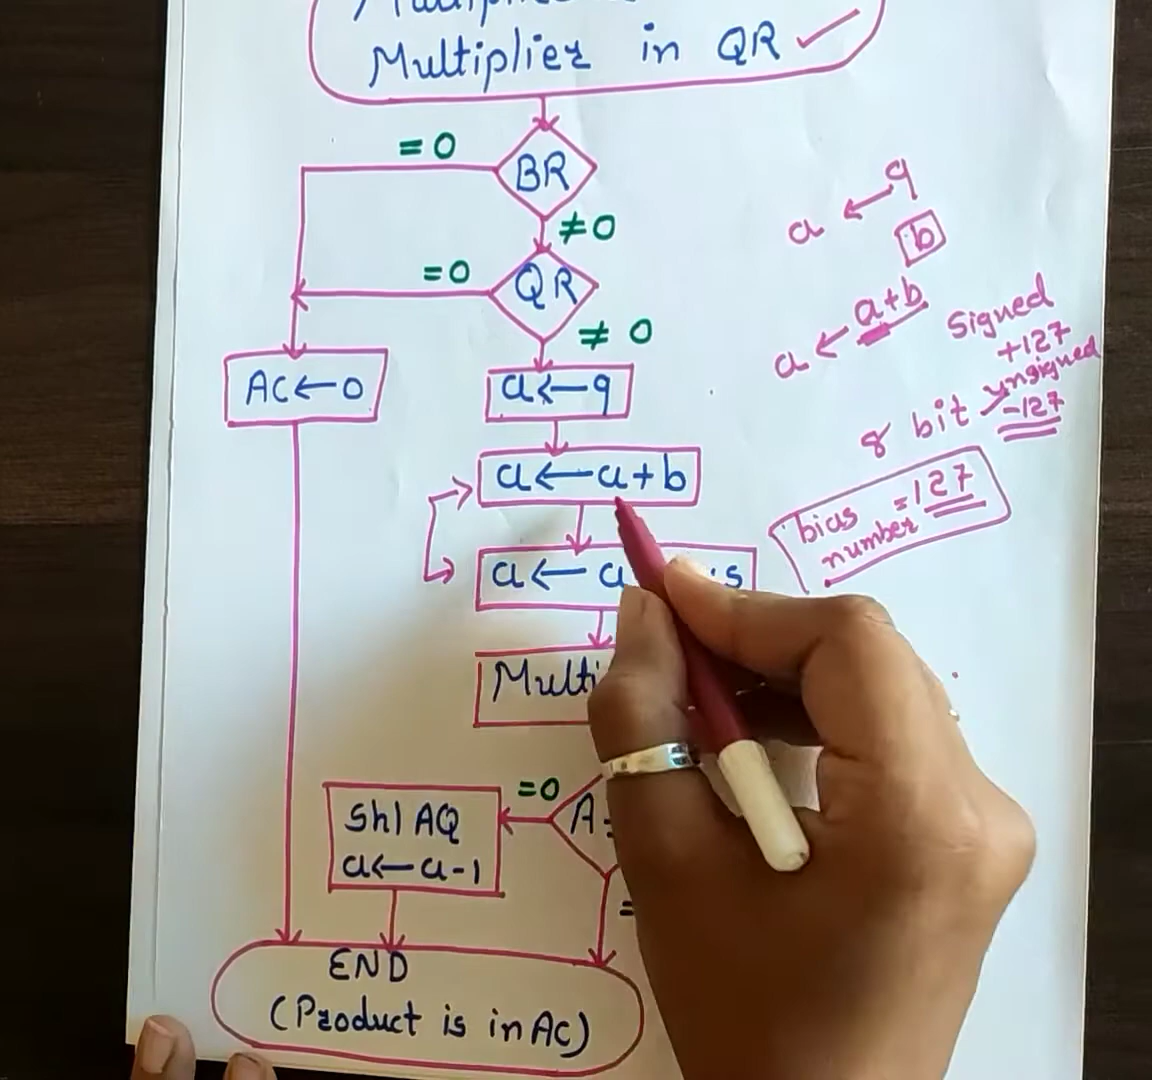 Multiplier in QR ✓
= 0
BR
≠ 0
= 0
QR
≠ 0
AC ← 0
a ← q
a ← a + b
a ← a
s
END
(Product is in AC)
Shl AQ
a ← a - 1
= 0
A
a ← q
b
a ← a+b
Signed
+127
unsigned
8 bit
-127
bias = 127
number